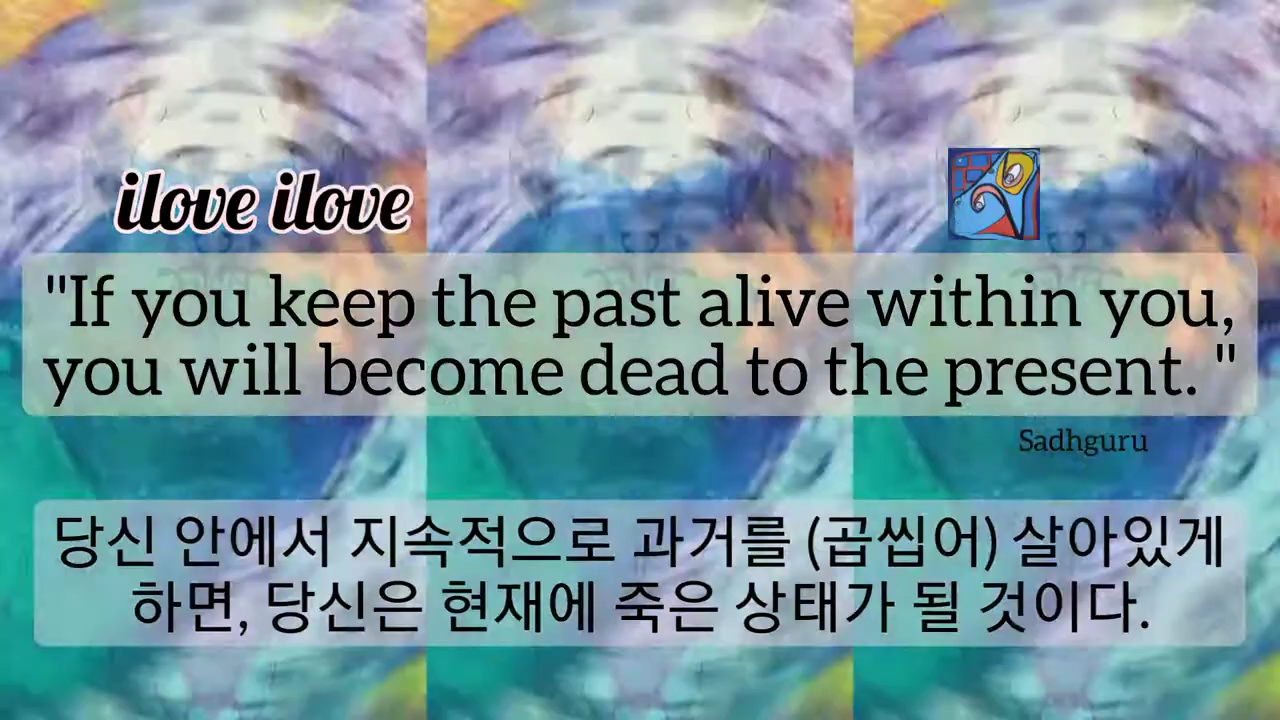 ilove ilove
"If you keep the past alive within you,
you will become dead to the present. "
Sadhguru
당신 안에서 지속적으로 과거를 (곱씹어) 살아있게
하면, 당신은 현재에 죽은 상태가 될 것이다.